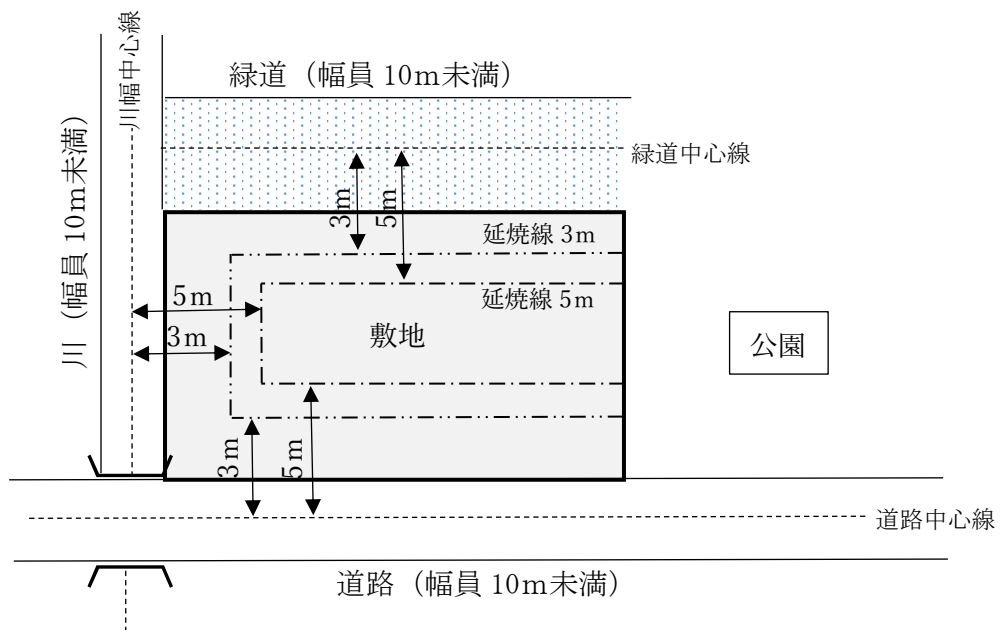 川幅中心線
緑道（幅員 10m未満）
緑道中心線
川（幅員 10m未満）
3m
5m
延焼線 3m
延焼線 5m
5m
3m
敷地
公園
3m
5m
道路中心線
道路（幅員 10m未満）